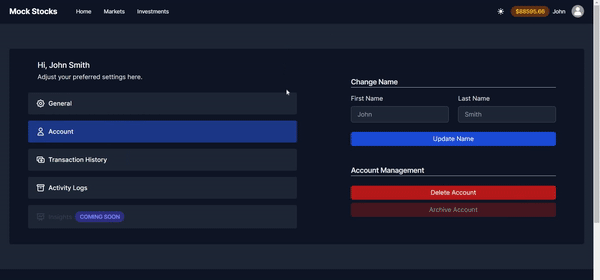 Mock Stocks
Home
Markets
Investments
$88595.66
John
Hi, John Smith
Adjust your preferred settings here.
General
Account
Transaction History
Activity Logs
Insights
COMING SOON
Change Name
First Name
Last Name
John
Smith
Update Name
Account Management
Delete Account
Archive Account